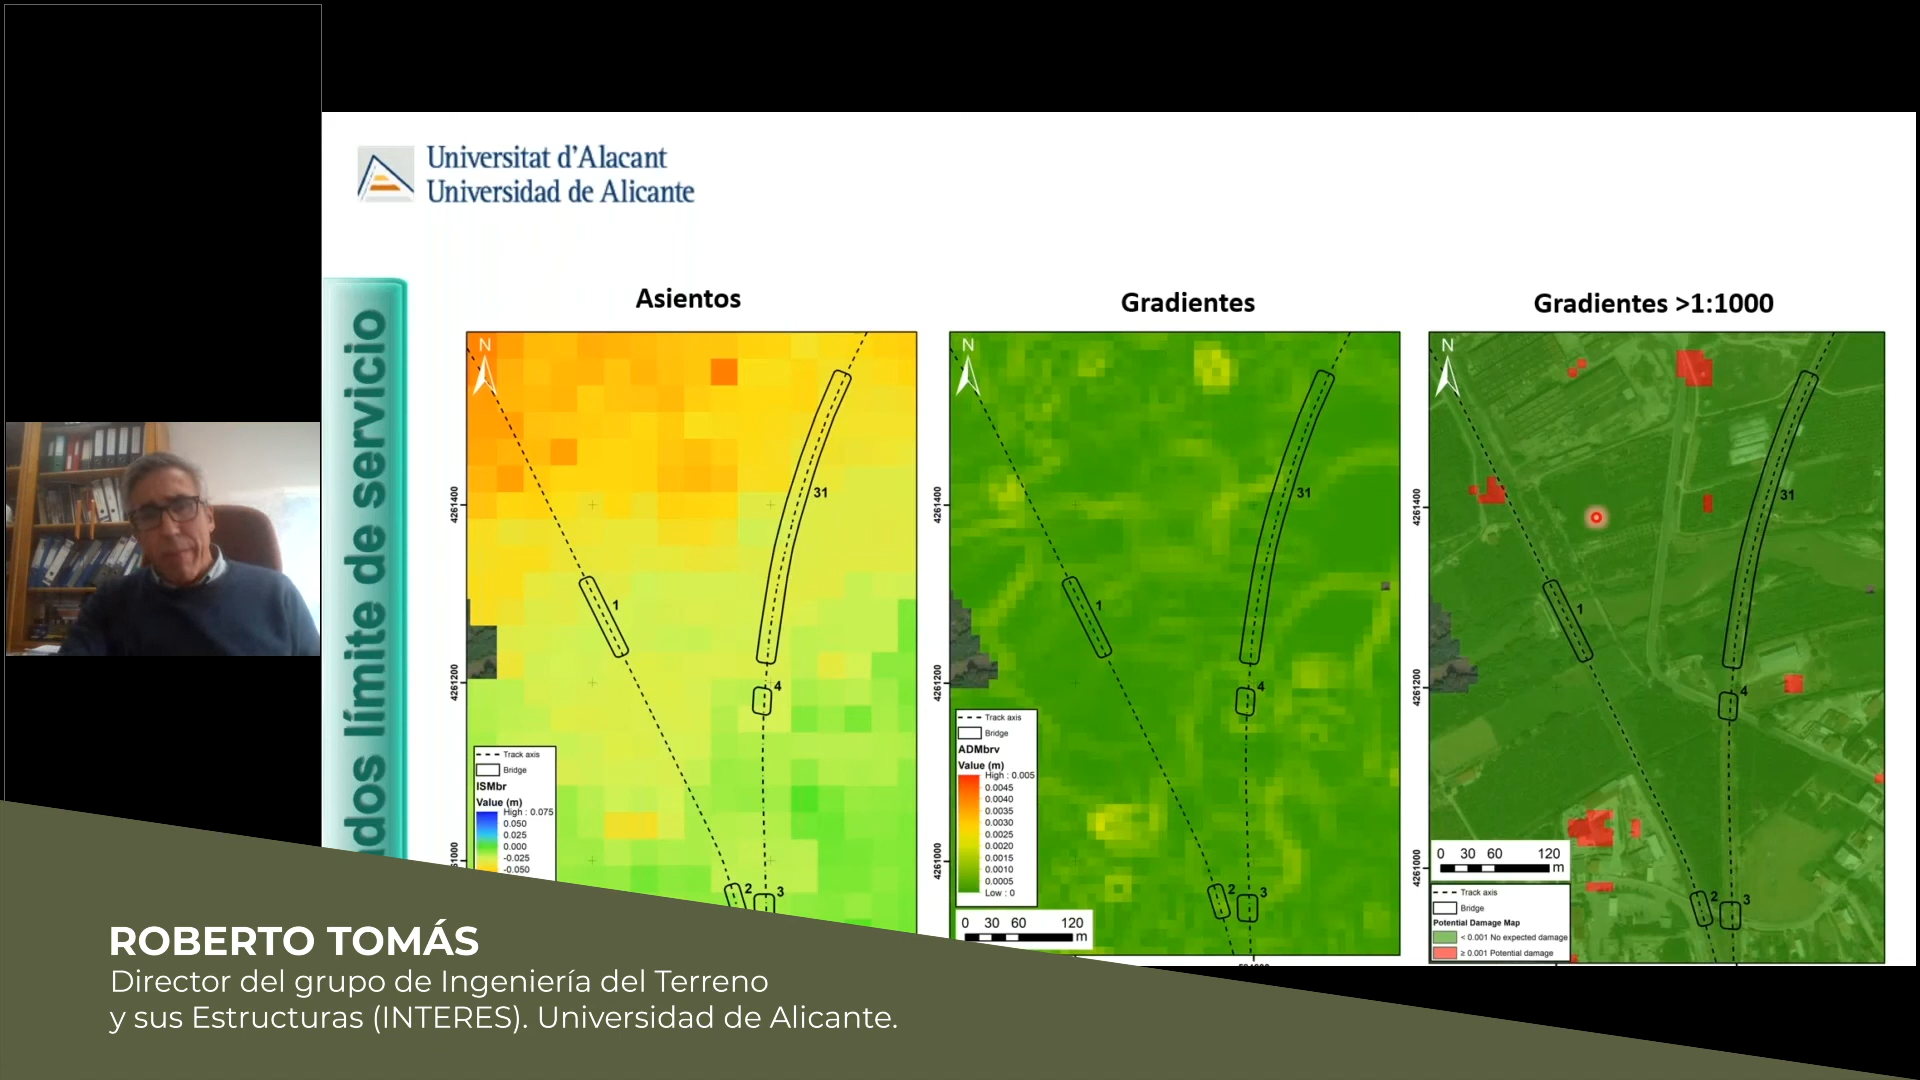 Universitat d'Alacant
Universidad de Alicante
dos límite de servicio
Asientos
N
31
1
4
2
3
4261400
4261200
61000
Track axis
Bridge
ISMbr
Value (m)
High : 0.075
0.050
0.025
0.000
-0.025
-0.050
Gradientes
N
31
1
4
2
3
4261400
4261200
4261000
Track axis
Bridge
ADMbrv
Value (m)
High : 0.005
0.0045
0.0040
0.0035
0.0030
0.0025
0.0020
0.0015
0.0010
0.0005
Low : 0
0 30 60 120
m
Gradientes >1:1000
N
31
1
4
2
3
4261400
4261200
4261000
0 30 60 120
m
Track axis
Bridge
Potential Damage Map
< 0.001 No expected damage
≥ 0.001 Potential damage
ROBERTO TOMÁS
Director del grupo de Ingeniería del Terreno
y sus Estructuras (INTERES). Universidad de Alicante.